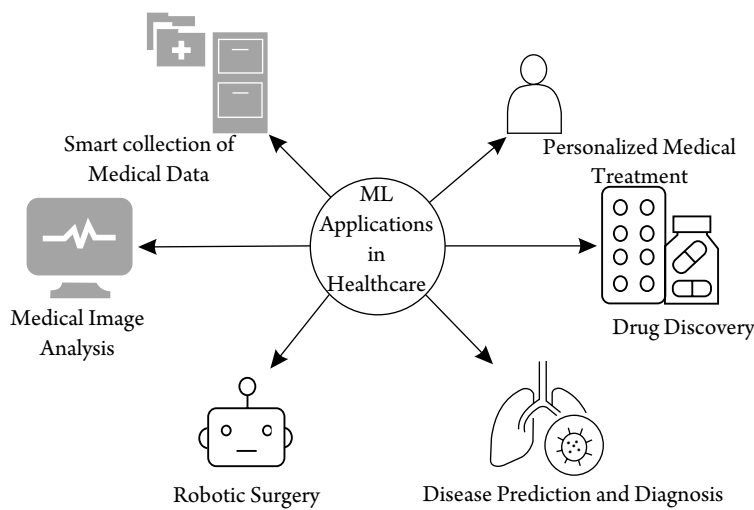 Smart collection of
Medical Data
Personalized Medical
Treatment
ML
Applications
in
Healthcare
Medical Image
Analysis
Drug Discovery
Robotic Surgery
Disease Prediction and Diagnosis